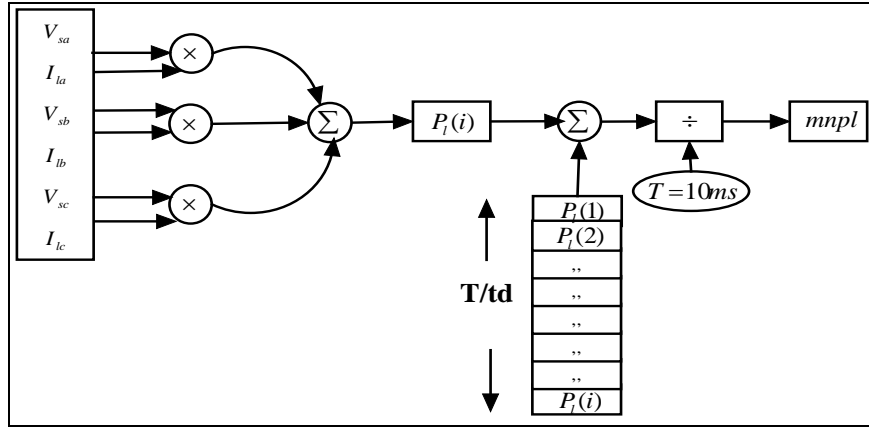 V_sa
I_la
V_sb
I_lb
V_sc
I_lc
×
×
×
Σ
P_l(i)
Σ
÷
mnpl
T=10ms
T/td
P_l(1)
P_l(2)
,,
,,
,,
,,
,,
P_l(i)